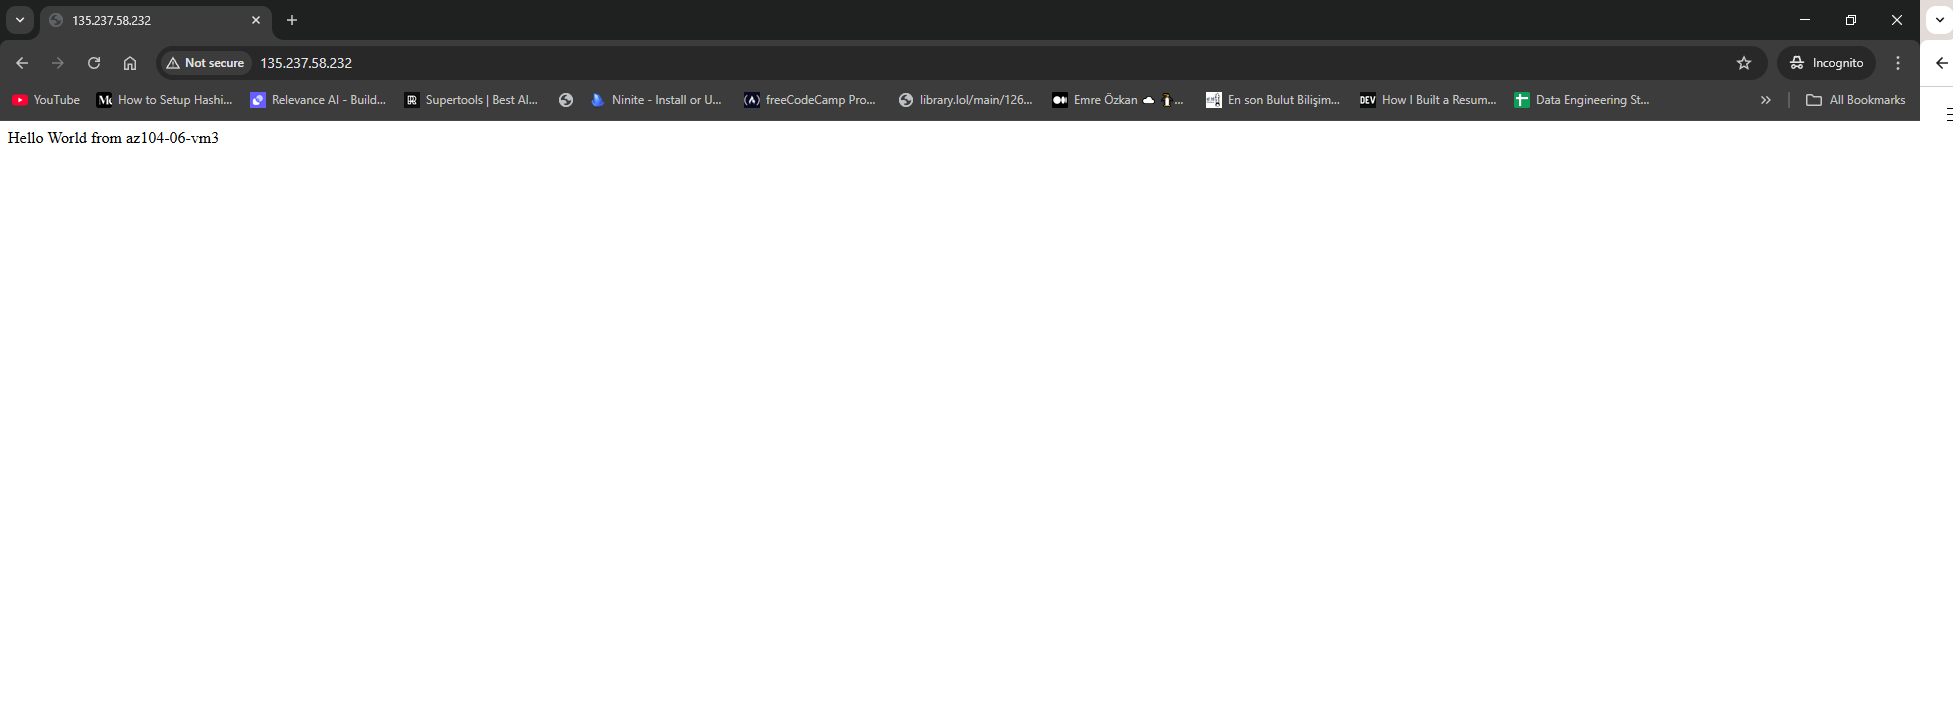 135.237.58.232
Not secure 135.237.58.232 Incognito
YouTube How to Setup Hashi... Relevance AI - Build... Supertools | Best AI... Ninite - Install or U... freeCodeCamp Pro... library.lol/main/126... Emre Özkan ☁️ 🐧... En son Bulut Bilişim... DEV How I Built a Resum... Data Engineering St... All Bookmarks
Hello World from az104-06-vm3